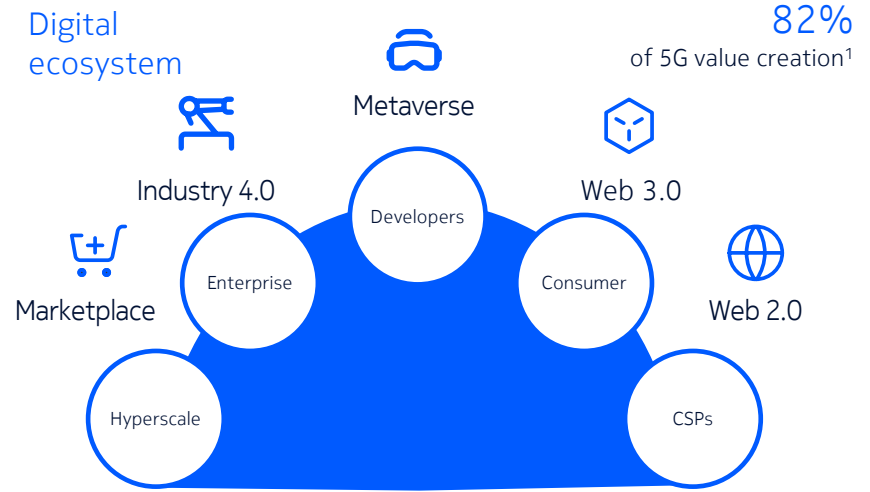 Digital
ecosystem
82%
of 5G value creation¹
Metaverse
Industry 4.0
Web 3.0
Developers
Enterprise
Consumer
Marketplace
Web 2.0
Hyperscale
CSPs